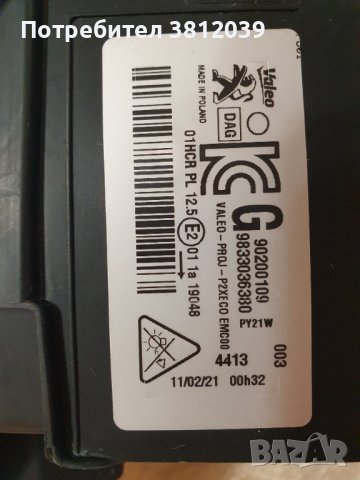 Потребител 3812039
Valeo
MADE IN POLAND
DAG
G
90200109
9833036380
VALEO - PROJ - P2XECO EMC00
01HCR PL 12.5 E2 01 1a 19048
PY21W
003
4413
11/02/21 00h32
BAZAR